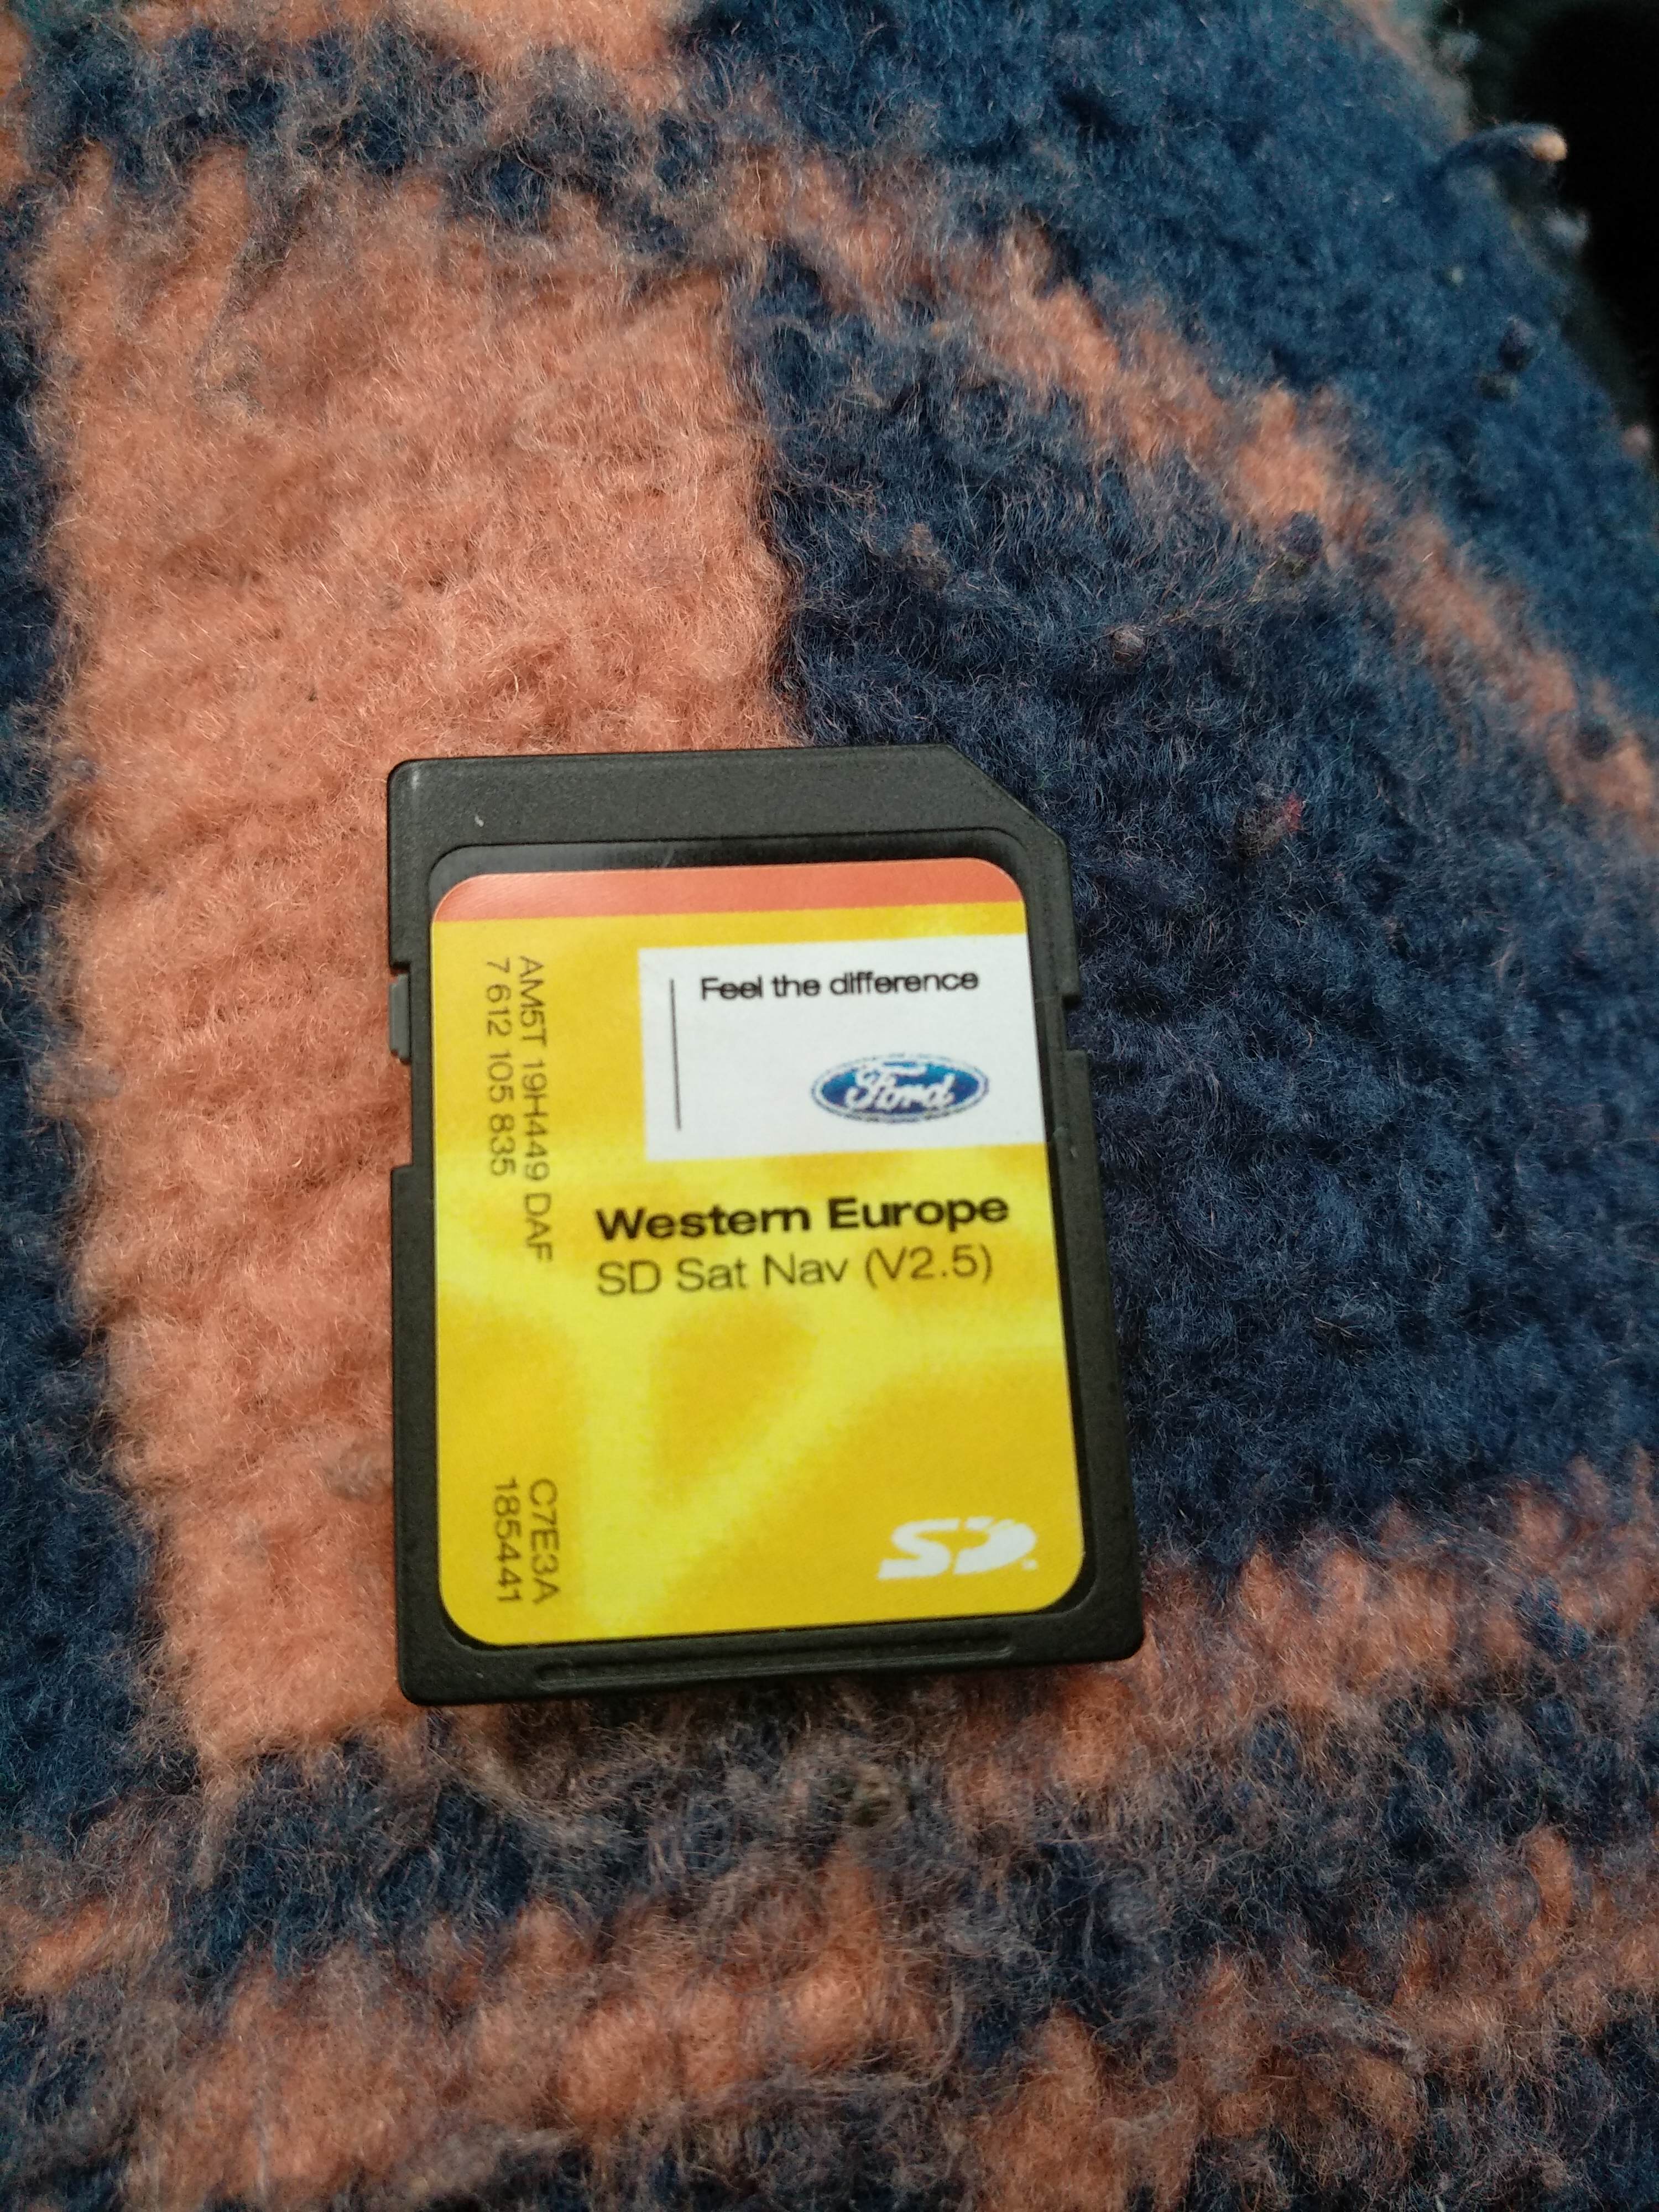 Feel the difference
Ford
Western Europe
SD Sat Nav (V2.5)
AM5T 19H449 DAF
7 612 105 835
C7E3A
185441
SD